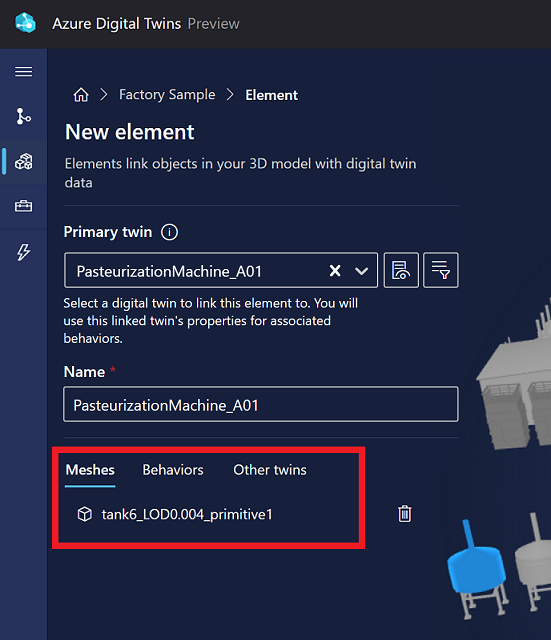 Azure Digital Twins Preview
Factory Sample Element
New element
Elements link objects in your 3D model with digital twin
data
Primary twin
PasteurizationMachine_A01
Select a digital twin to link this element to. You will
use this linked twin's properties for associated
behaviors.
Name *
PasteurizationMachine_A01
Meshes Behaviors Other twins
tank6_LOD0.004_primitive1